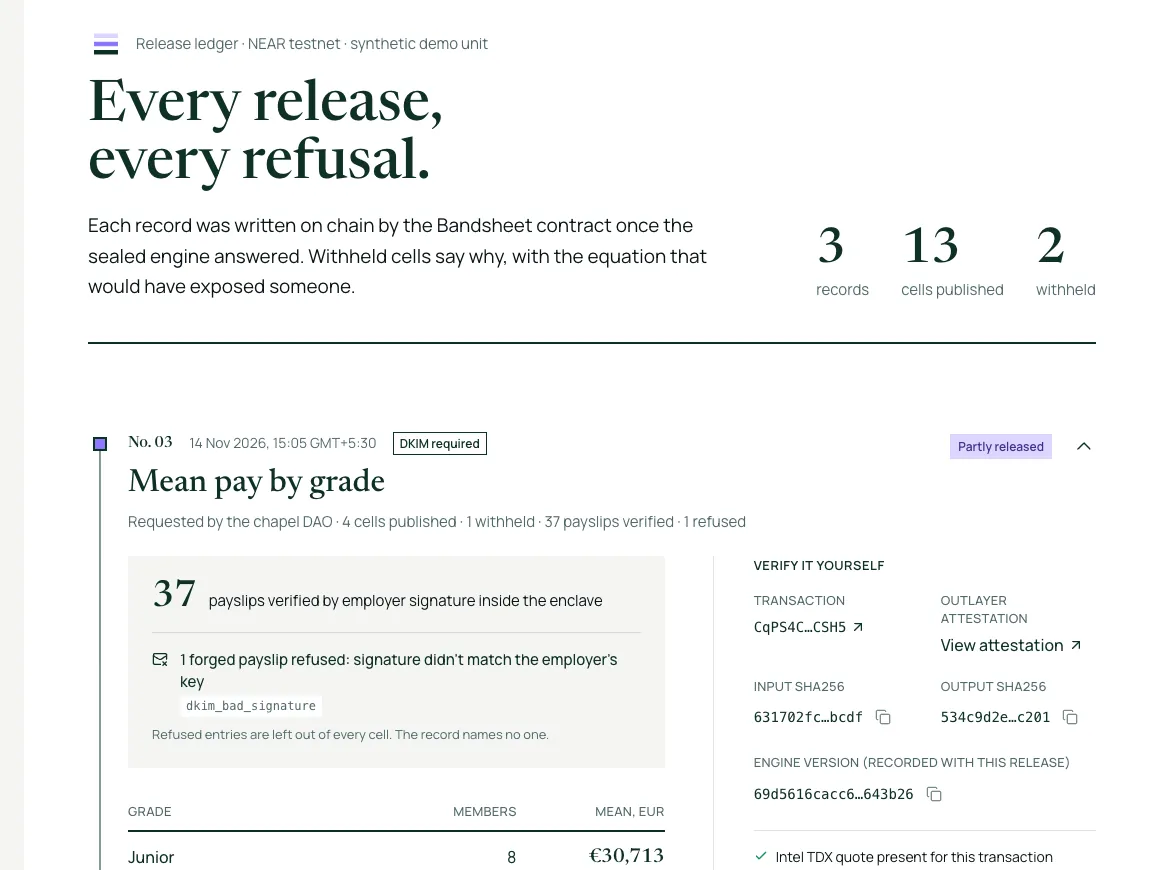 Release ledger · NEAR testnet · synthetic demo unit
Every release,
every refusal.
Each record was written on chain by the Bandsheet contract once the
sealed engine answered. Withheld cells say why, with the equation that
would have exposed someone.
3 13 2
records cells published withheld
No. 03 14 Nov 2026, 15:05 GMT+5:30 DKIM required Partly released
Mean pay by grade
Requested by the chapel DAO · 4 cells published · 1 withheld · 37 payslips verified · 1 refused
37 payslips verified by employer signature inside the enclave
1 forged payslip refused: signature didn't match the employer's
key
dkim_bad_signature
Refused entries are left out of every cell. The record names no one.
GRADE MEMBERS MEAN, EUR
Junior 8 €30,713
VERIFY IT YOURSELF
TRANSACTION
CqPS4C…CSH5
OUTLAYER
ATTESTATION
View attestation
INPUT SHA256 OUTPUT SHA256
631702fc…bcdf 534c9d2e…c201
ENGINE VERSION (RECORDED WITH THIS RELEASE)
69d5616cacc6…643b26
Intel TDX quote present for this transaction